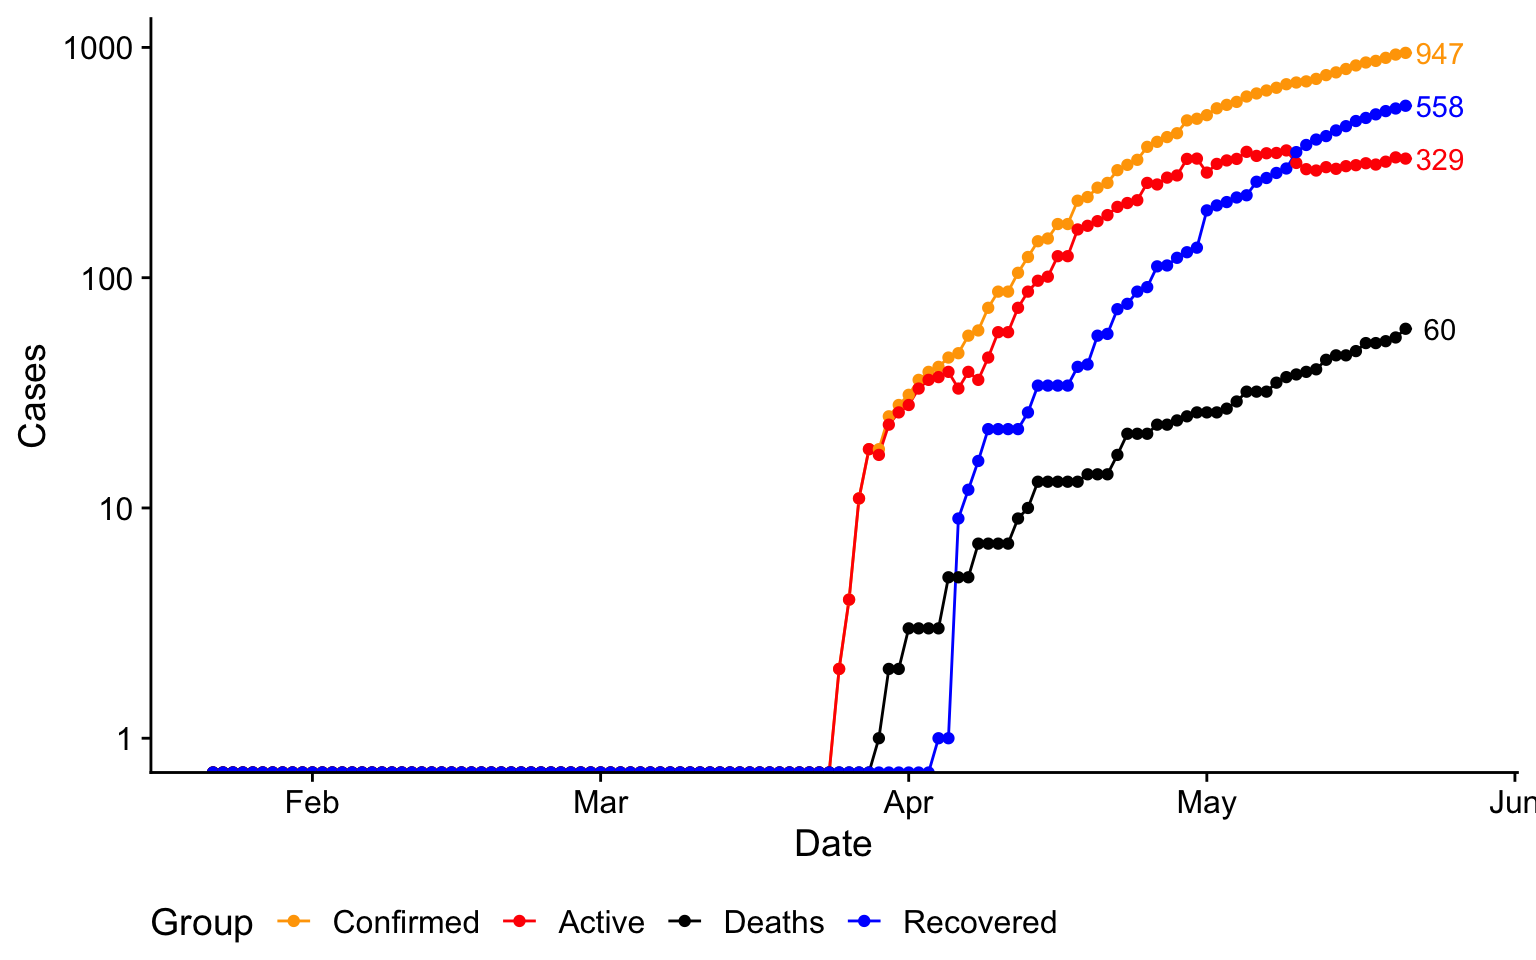 1000
100
10
1
Cases
947
558
329
60
Feb Mar Apr May Jun
Date
Group Confirmed Active Deaths Recovered